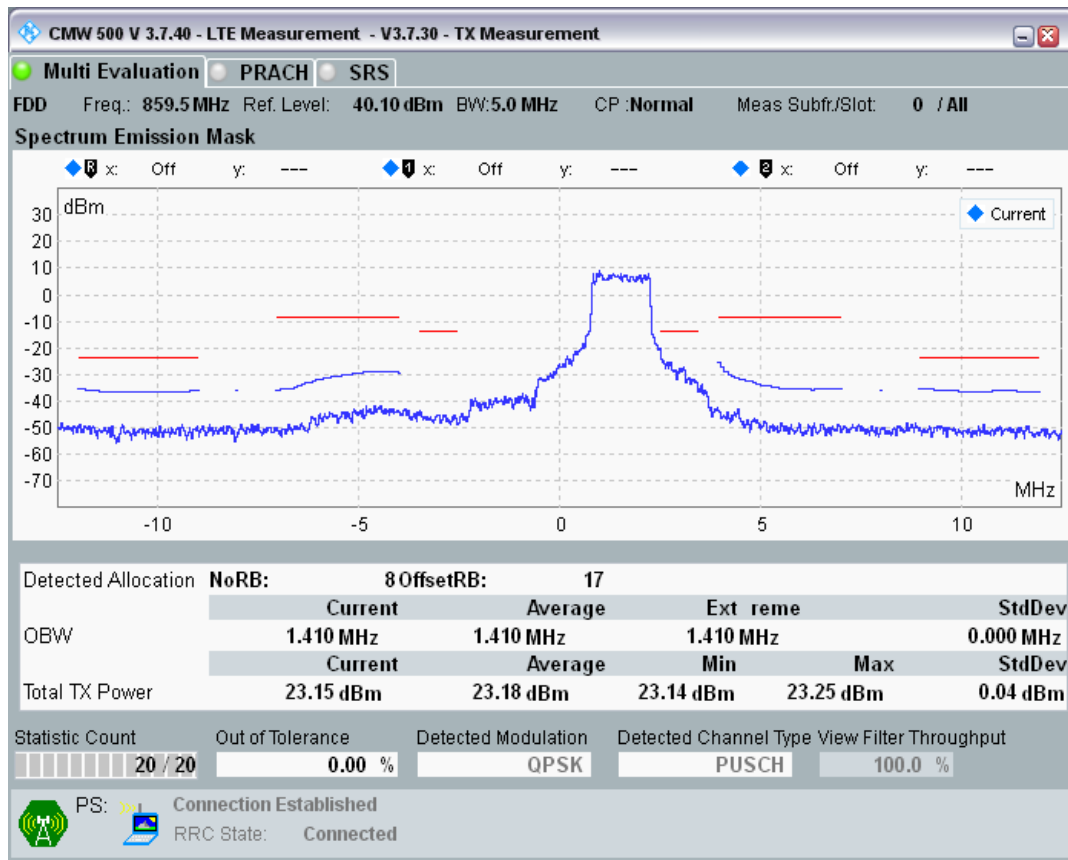 CMW 500 V 3.7.40 - LTE Measurement - V3.7.30 - TX Measurement
Multi Evaluation PRACH SRS
FDD Freq.: 859.5 MHz Ref. Level: 40.10 dBm BW:5.0 MHz CP :Normal Meas Subfr./Slot: 0 / All
Spectrum Emission Mask
R x: Off y: --- 1 x: Off y: --- 2 x: Off y: ---
dBm
Current
30
20
10
0
-10
-20
-30
-40
-50
-60
-70
MHz
-10 -5 0 5 10
Detected Allocation NoRB: 8 OffsetRB: 17
Current Average Ext reme StdDev
OBW 1.410 MHz 1.410 MHz 1.410 MHz 0.000 MHz
Current Average Min Max StdDev
Total TX Power 23.15 dBm 23.18 dBm 23.14 dBm 23.25 dBm 0.04 dBm
Statistic Count Out of Tolerance Detected Modulation Detected Channel Type View Filter Throughput
20 / 20 0.00 % QPSK PUSCH 100.0 %
PS: Connection Established
RRC State: Connected